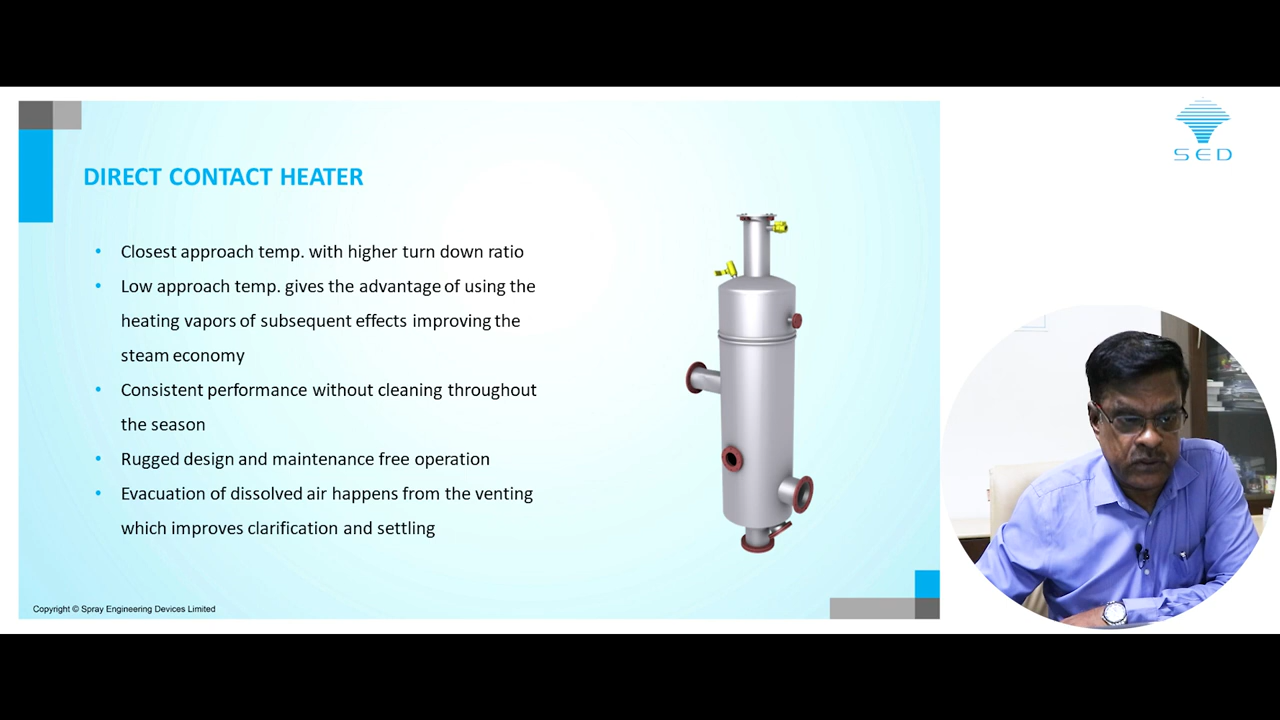 SED
DIRECT CONTACT HEATER
• Closest approach temp. with higher turn down ratio
• Low approach temp. gives the advantage of using the
heating vapors of subsequent effects improving the
steam economy
• Consistent performance without cleaning throughout
the season
• Rugged design and maintenance free operation
• Evacuation of dissolved air happens from the venting
which improves clarification and settling
Copyright © Spray Engineering Devices Limited